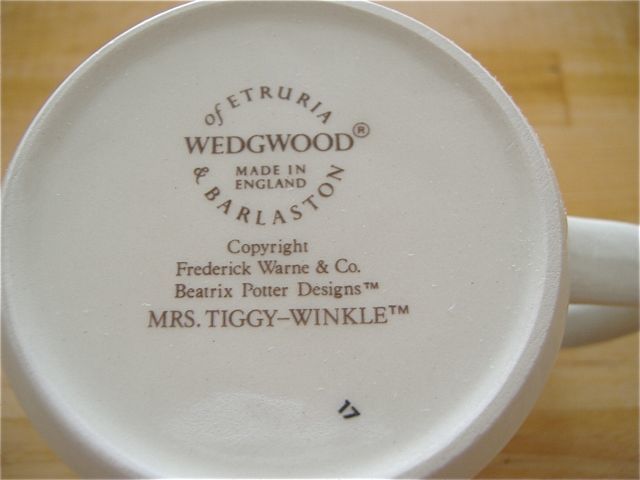 of ETRURIA
WEDGWOOD®
MADE IN
ENGLAND
& BARLASTON
Copyright
Frederick Warne & Co.
Beatrix Potter Designs™
MRS. TIGGY–WINKLE™
17